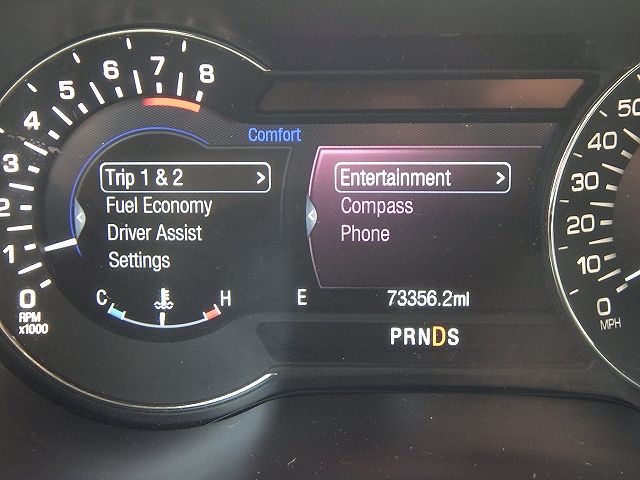 8
7
6
5
4
3
2
1
0
RPM
x1000
Comfort
Trip 1 & 2 >
Fuel Economy
Driver Assist
Settings
C H
<
<
Entertainment >
Compass
Phone
E 73356.2ml
PRNDS
50
40
30
20
10
0
MPH